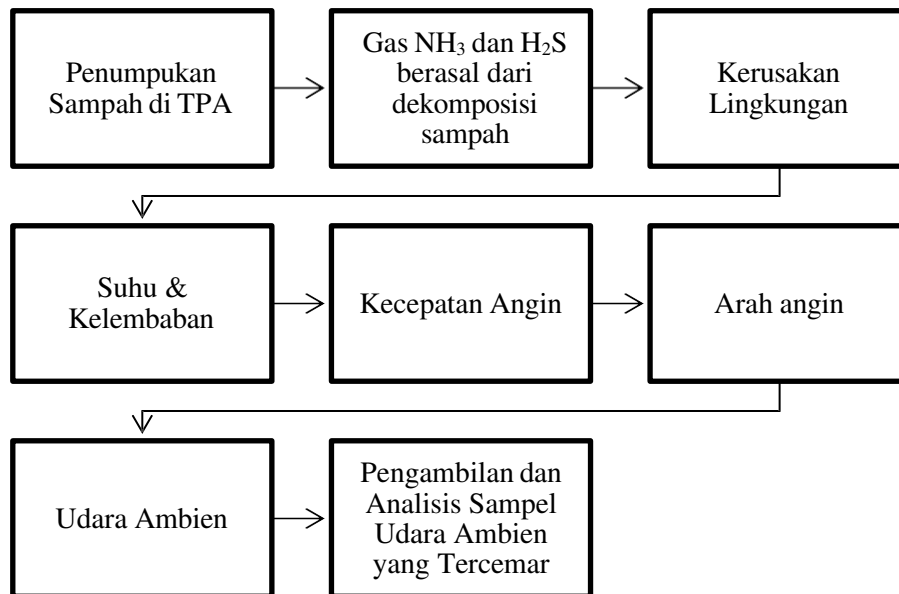 Penumpukan
Sampah di TPA
Gas NH₃ dan H₂S
berasal dari
dekomposisi
sampah
Kerusakan
Lingkungan
Suhu &
Kelembaban
Kecepatan Angin
Arah angin
Udara Ambien
Pengambilan dan
Analisis Sampel
Udara Ambien
yang Tercemar